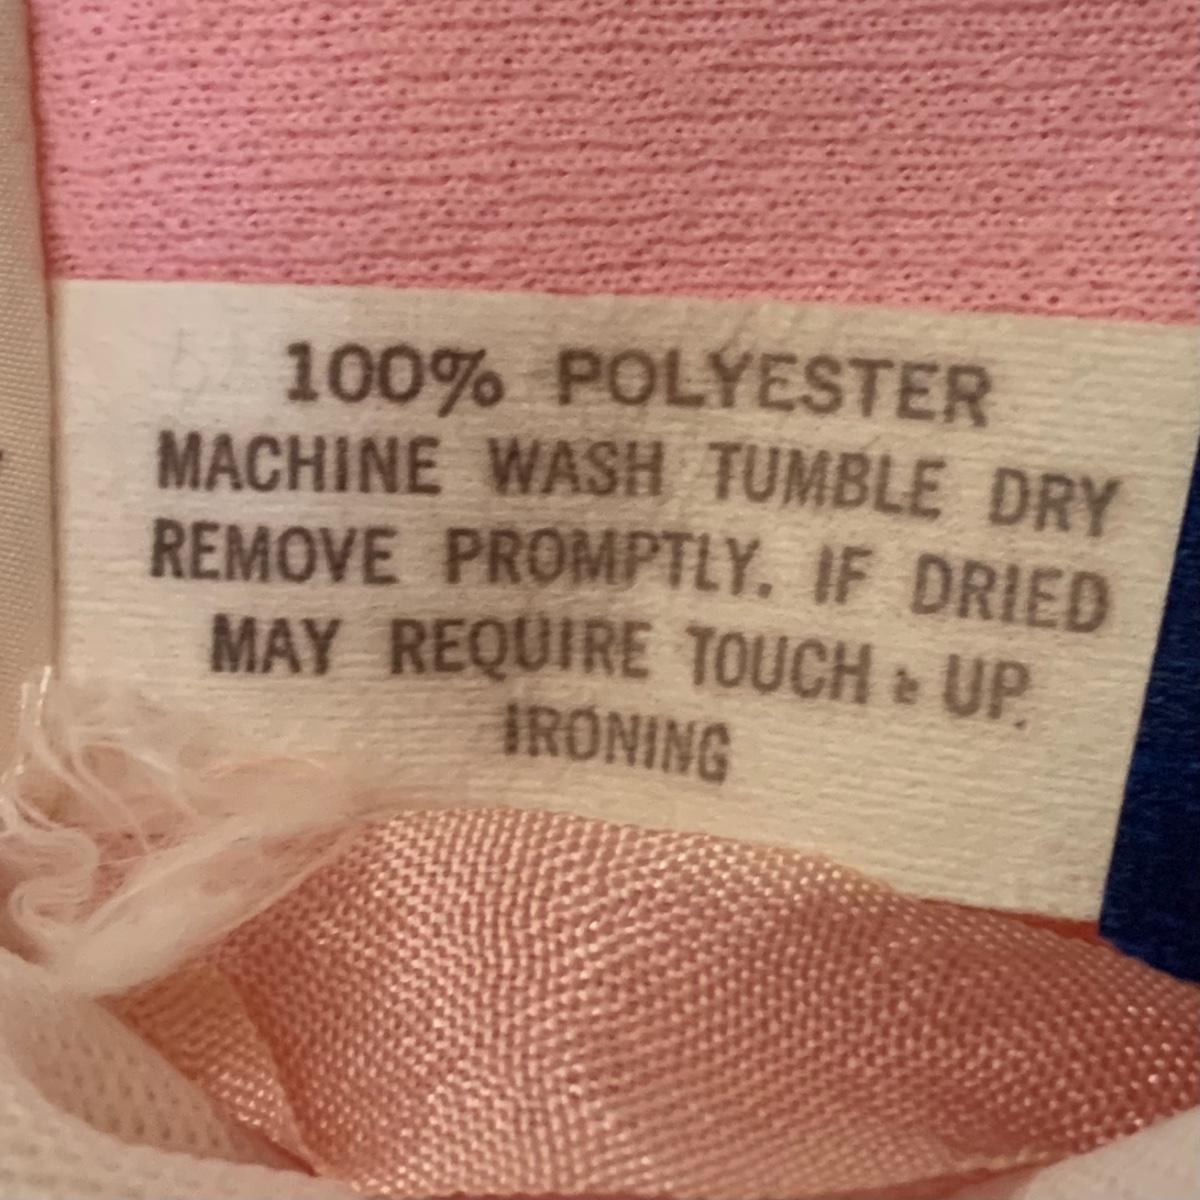 100% POLYESTER
MACHINE WASH TUMBLE DRY
REMOVE PROMPTLY. IF DRIED
MAY REQUIRE TOUCH - UP.
IRONING